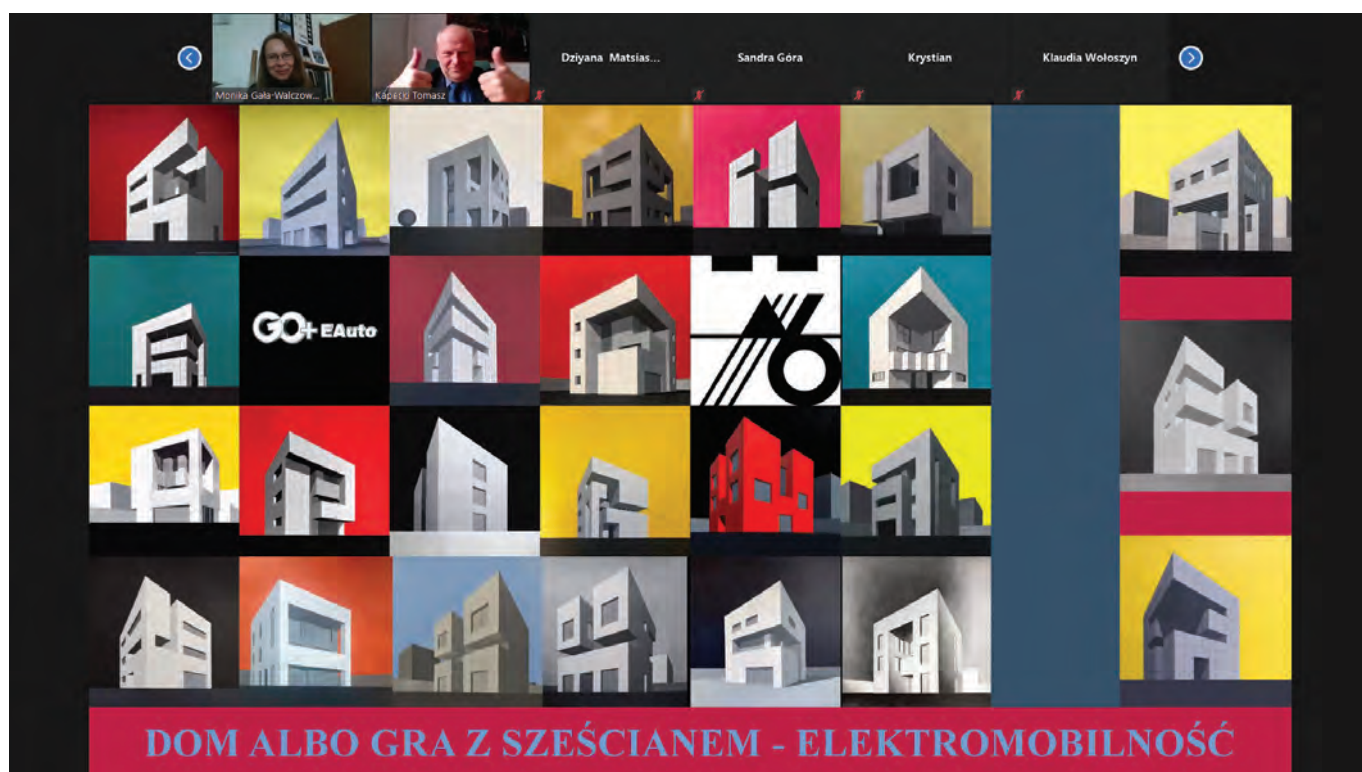 Dziyana Matsias...
Sandra Góra
Krystian
Klaudia Wołoszyn
Monika Gała-Walczow...
Kapecki Tomasz
GO+EAuto
A6
DOM ALBO GRA Z SZEŚCIANEM - ELEKTROMOBILNOŚĆ